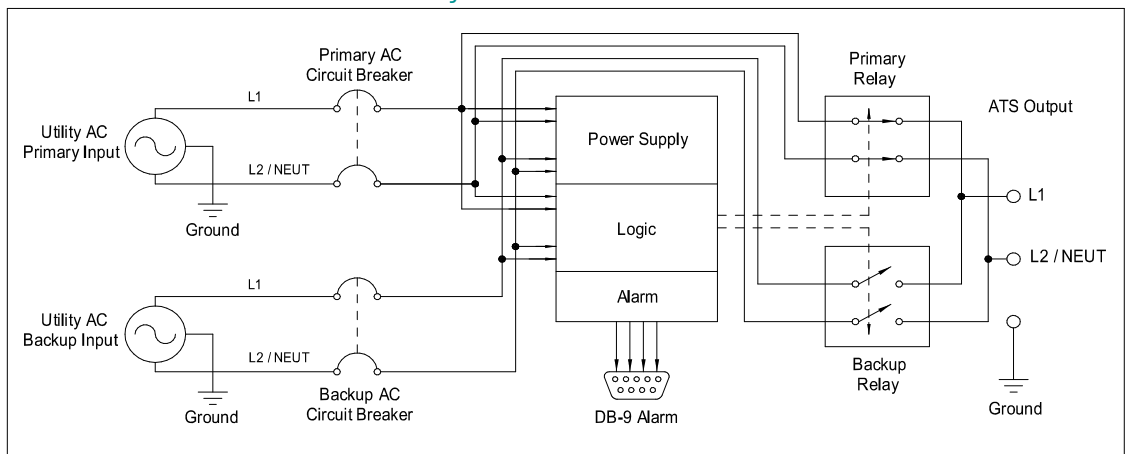 Primary AC
Circuit Breaker
L1
Utility AC
Primary Input
L2 / NEUT
Ground
Power Supply
Logic
Alarm
Primary
Relay
ATS Output
L1
L2 / NEUT
Utility AC
Backup Input
L1
L2 / NEUT
Ground
Backup AC
Circuit Breaker
DB-9 Alarm
Backup
Relay
Ground